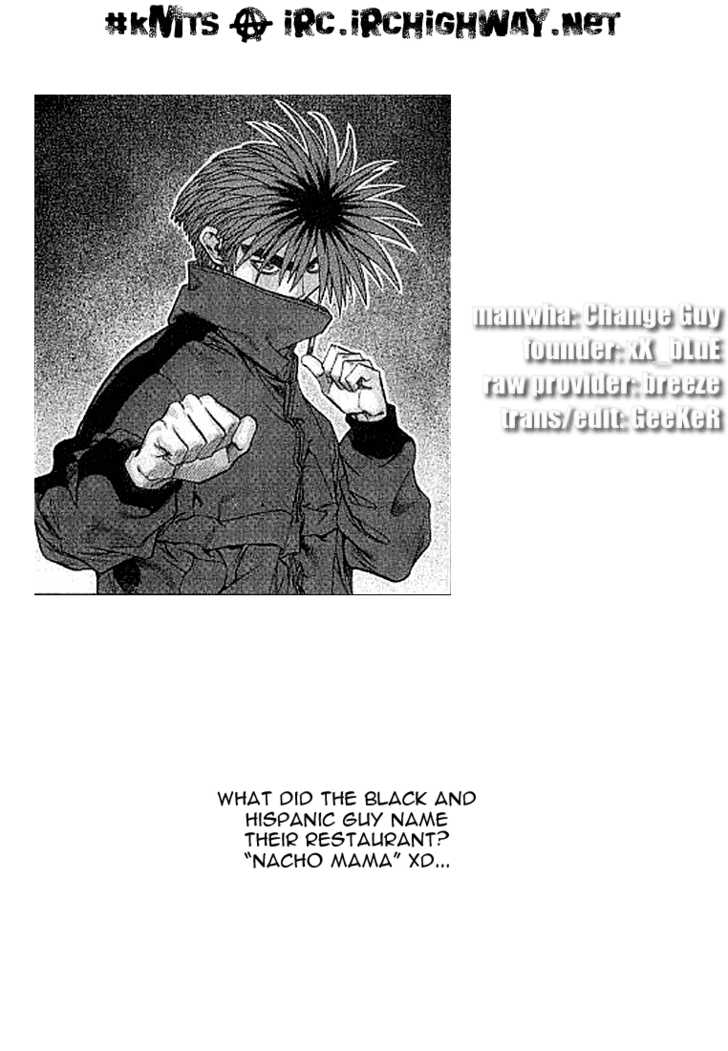 #KMTS @ iRC.iRCHiGHWAY.NET
manwha: Change Guy
founder: xX_bLuE
raw provider: breeze
trans/edit: GeeKeR
WHAT DID THE BLACK AND
HISPANIC GUY NAME
THEIR RESTAURANT?
"NACHO MAMA" XD...